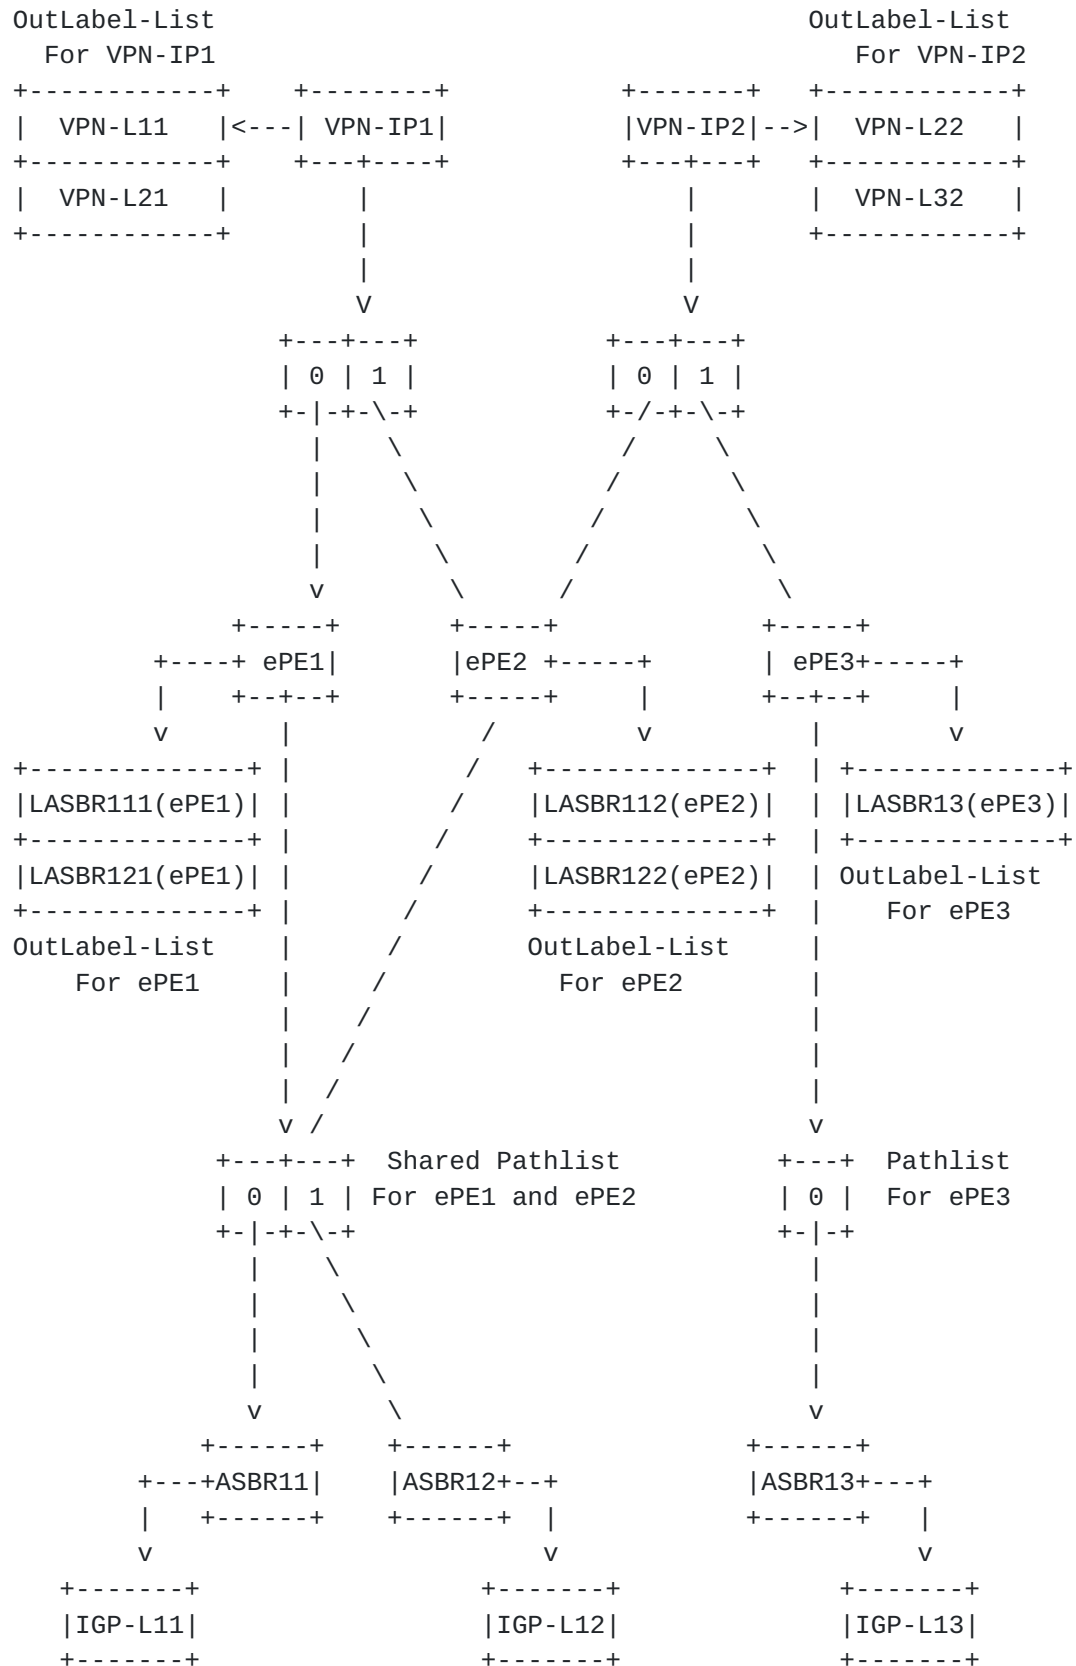 OutLabel-List                                      OutLabel-List
  For VPN-IP1                                         For VPN-IP2
+------------+    +--------+           +-------+   +------------+
|  VPN-L11   |<---| VPN-IP1|           |VPN-IP2|-->|  VPN-L22   |
+------------+    +---+----+           +---+---+   +------------+
|  VPN-L21   |        |                    |       |  VPN-L32   |
+------------+        |                    |       +------------+
                      |                    |
                      V                    V
                 +---+---+            +---+---+
                 | 0 | 1 |            | 0 | 1 |
                 +-|-+-\-+            +-/-+-\-+
                   |    \              /     \
                   |     \            /       \
                   |      \          /         \
                   |       \        /           \
                   v        \      /             \
              +-----+       +-----+             +-----+
         +----+ ePE1|       |ePE2 +-----+       | ePE3+-----+
         |    +--+--+       +-----+     |       +--+--+     |
         v       |            /         v          |        v
+--------------+ |           /   +--------------+  | +-------------+
|LASBR111(ePE1)| |          /    |LASBR112(ePE2)|  | |LASBR13(ePE3)|
+--------------+ |         /     +--------------+  | +-------------+
|LASBR121(ePE1)| |        /      |LASBR122(ePE2)|  | OutLabel-List
+--------------+ |       /       +--------------+  |    For ePE3
OutLabel-List    |      /        OutLabel-List     |
    For ePE1     |     /           For ePE2        |
                 |    /                            |
                 |   /                             |
                 |  /                              |
                 v /                               v
             +---+---+  Shared Pathlist          +---+  Pathlist
             | 0 | 1 | For ePE1 and ePE2         | 0 |  For ePE3
             +-|-+-\-+                           +-|-+
               |    \                              |
               |     \                             |
               |      \                            |
               |       \                           |
               v        \                          v
            +------+    +------+               +------+
        +---+ASBR11|    |ASBR12+--+            |ASBR13+---+
        |   +------+    +------+  |            +------+   |
        v                         v                       v
   +-------+                  +-------+              +-------+
   |IGP-L11|                  |IGP-L12|              |IGP-L13|
   +-------+                  +-------+              +-------+